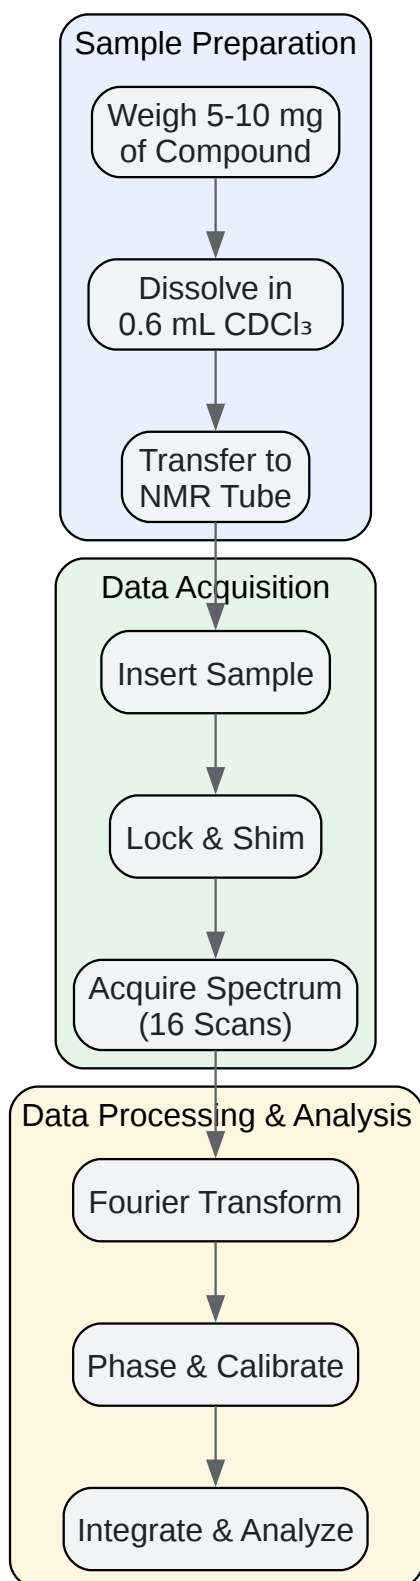 Sample Preparation
Weigh 5-10 mg
of Compound
Dissolve in
0.6 mL CDCl₃
Transfer to
NMR Tube
Data Acquisition
Insert Sample
Lock & Shim
Acquire Spectrum
(16 Scans)
Data Processing & Analysis
Fourier Transform
Phase & Calibrate
Integrate & Analyze